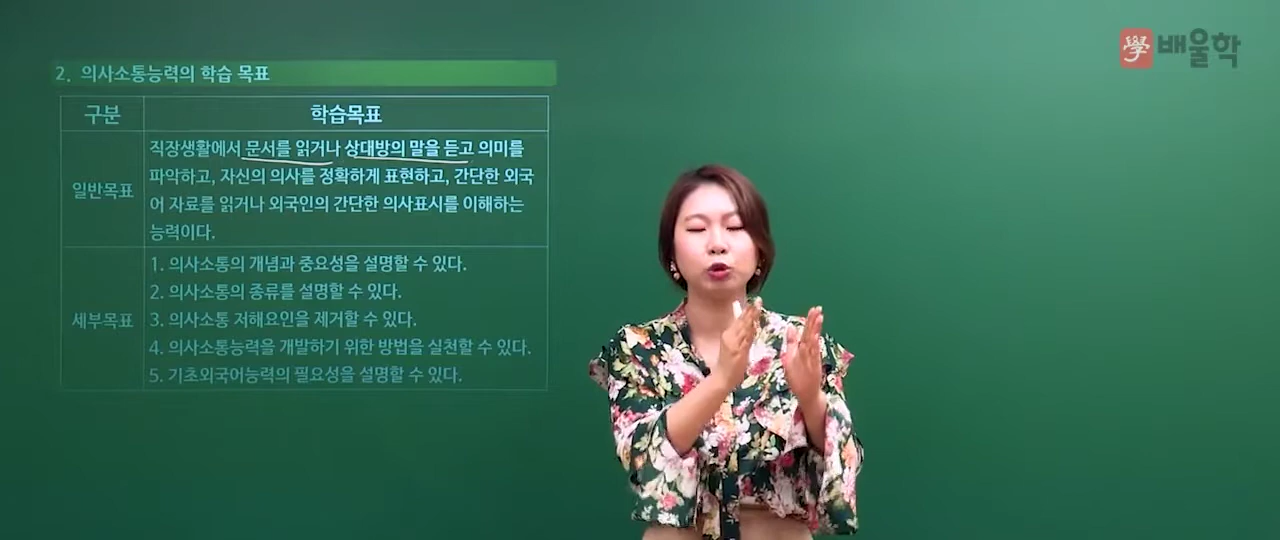 學 배울학
2. 의사소통능력의 학습 목표
구분 학습목표
일반목표
직장생활에서 문서를 읽거나 상대방의 말을 듣고 의미를
파악하고, 자신의 의사를 정확하게 표현하고, 간단한 외국
어 자료를 읽거나 외국인의 간단한 의사표시를 이해하는
능력이다.
세부목표
1. 의사소통의 개념과 중요성을 설명할 수 있다.
2. 의사소통의 종류를 설명할 수 있다.
3. 의사소통 저해요인을 제거할 수 있다.
4. 의사소통능력을 개발하기 위한 방법을 실천할 수 있다.
5. 기초외국어능력의 필요성을 설명할 수 있다.